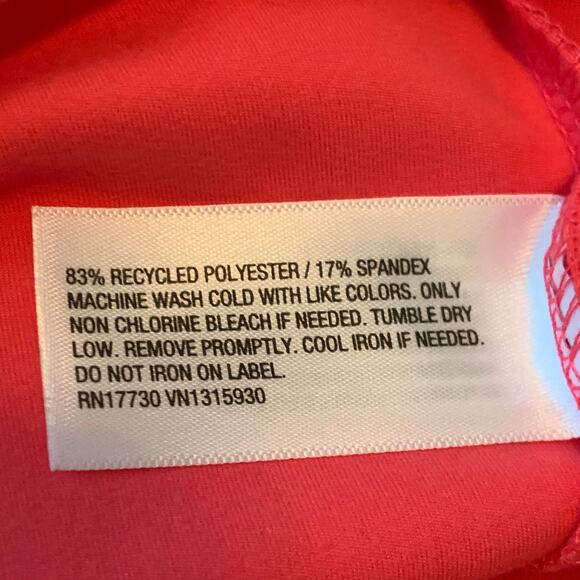 83% RECYCLED POLYESTER / 17% SPANDEX
MACHINE WASH COLD WITH LIKE COLORS. ONLY
NON CHLORINE BLEACH IF NEEDED. TUMBLE DRY
LOW. REMOVE PROMPTLY. COOL IRON IF NEEDED.
DO NOT IRON ON LABEL.
RN17730 VN1315930